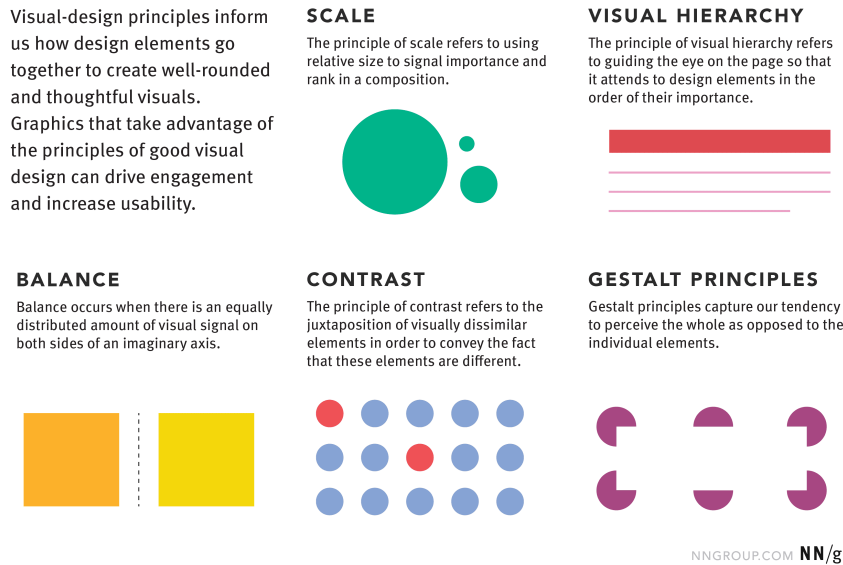 Visual-design principles inform
us how design elements go
together to create well-rounded
and thoughtful visuals.
Graphics that take advantage of
the principles of good visual
design can drive engagement
and increase usability.
SCALE
The principle of scale refers to using
relative size to signal importance and
rank in a composition.
VISUAL HIERARCHY
The principle of visual hierarchy refers
to guiding the eye on the page so that
it attends to design elements in the
order of their importance.
BALANCE
Balance occurs when there is an equally
distributed amount of visual signal on
both sides of an imaginary axis.
CONTRAST
The principle of contrast refers to the
juxtaposition of visually dissimilar
elements in order to convey the fact
that these elements are different.
GESTALT PRINCIPLES
Gestalt principles capture our tendency
to perceive the whole as opposed to the
individual elements.
NNGROUP.COM NN/g